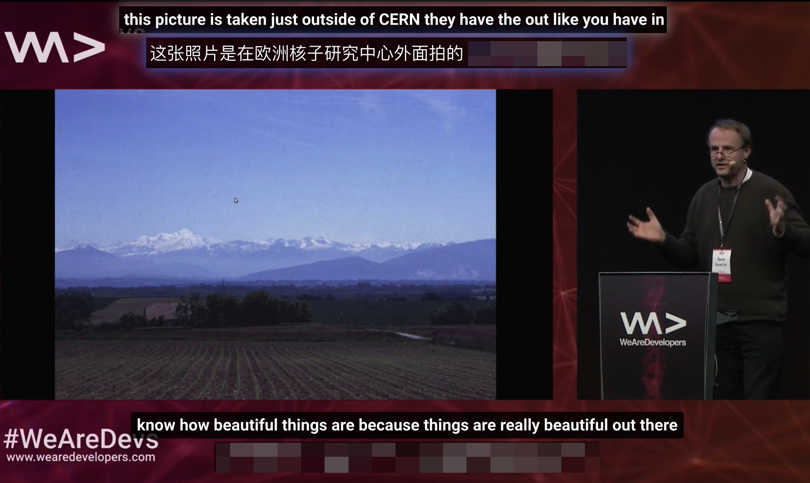 this picture is taken just outside of CERN they have the out like you have in
这张照片是在欧洲核子研究中心外面拍的
WeAreDevelopers
know how beautiful things are because things are really beautiful out there
#WeAreDevs
www.wearedevelopers.com